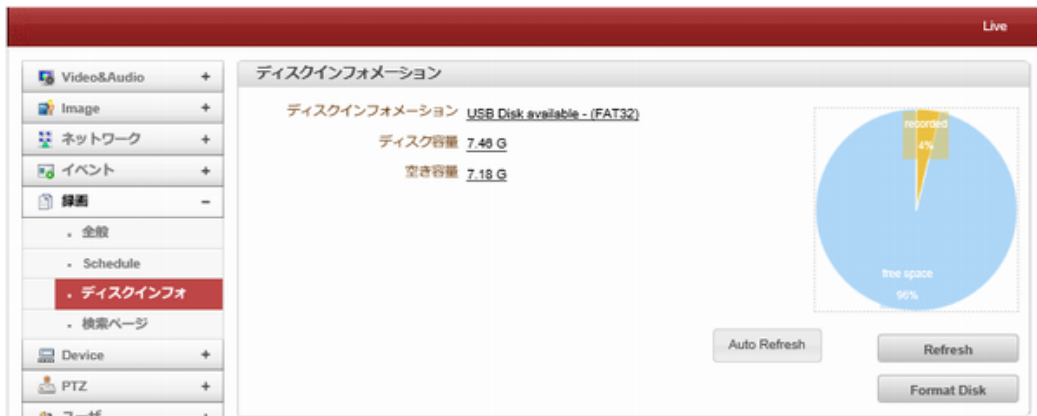 Live
Video&Audio +
Image +
ネットワーク +
イベント +
録画 -
全般
Schedule
ディスクインフォ
検索ページ
Device +
PTZ +
ユーザ +
ディスクインフォメーション
ディスクインフォメーション USB Disk available - (FAT32)
ディスク容量 7.46 G
空き容量 7.18 G
recorded
4%
free space
96%
Auto Refresh
Refresh
Format Disk